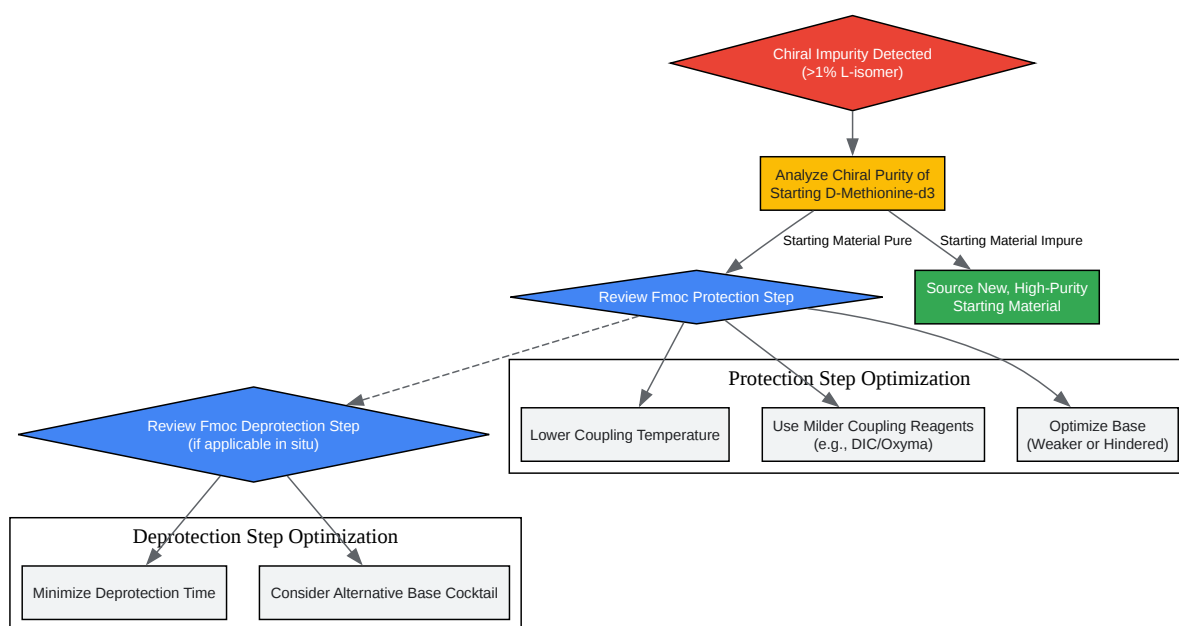 Chiral Impurity Detected
(>1% L-isomer)
Analyze Chiral Purity of
Starting D-Methionine-d3
Starting Material Pure
Starting Material Impure
Review Fmoc Protection Step
Source New, High-Purity
Starting Material
Protection Step Optimization
Lower Coupling Temperature
Use Milder Coupling Reagents
(e.g., DIC/Oxyma)
Optimize Base
(Weaker or Hindered)
Review Fmoc Deprotection Step
(if applicable in situ)
Deprotection Step Optimization
Minimize Deprotection Time
Consider Alternative Base Cocktail